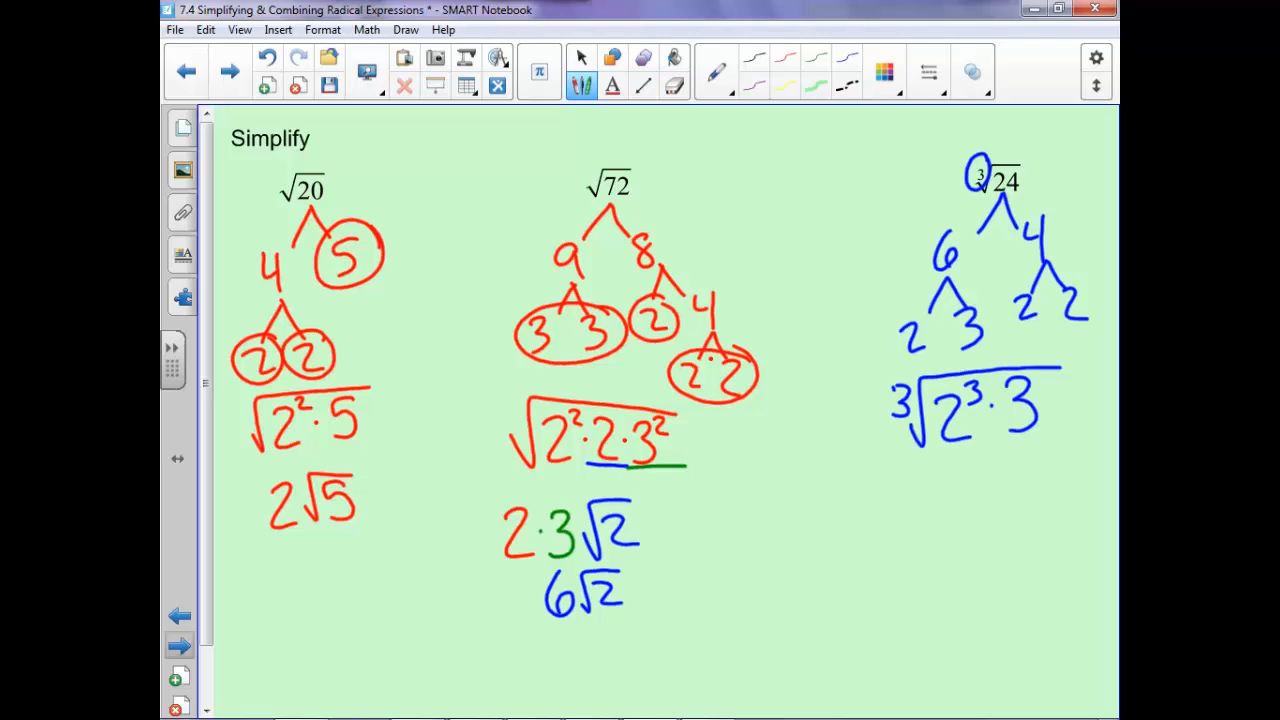 7.4 Simplifying & Combining Radical Expressions * - SMART Notebook
File Edit View Insert Format Math Draw Help
π
A
Simplify
√20
4 5
2 2
√2²·5
2√5
√72
9 8
3 3 2 4
2·2
√2²·2·3²
2·3√2
6√2
³√24
6 4
2 3 2 2
³√2³·3